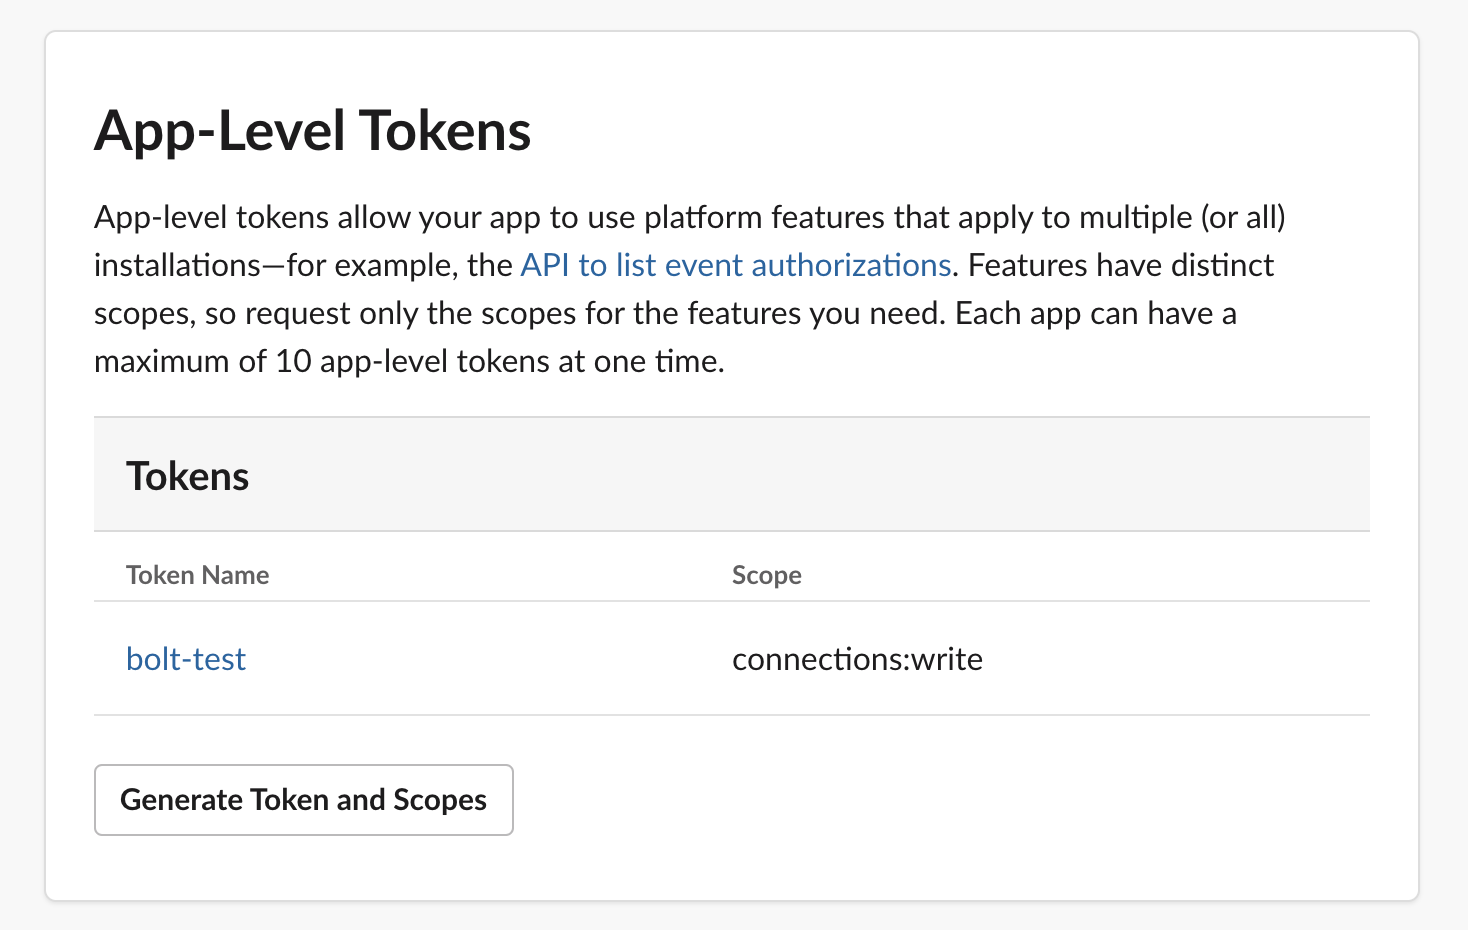 App-Level Tokens
App-level tokens allow your app to use platform features that apply to multiple (or all)
installations—for example, the API to list event authorizations. Features have distinct
scopes, so request only the scopes for the features you need. Each app can have a
maximum of 10 app-level tokens at one time.
Tokens
Token Name Scope
bolt-test connections:write
Generate Token and Scopes